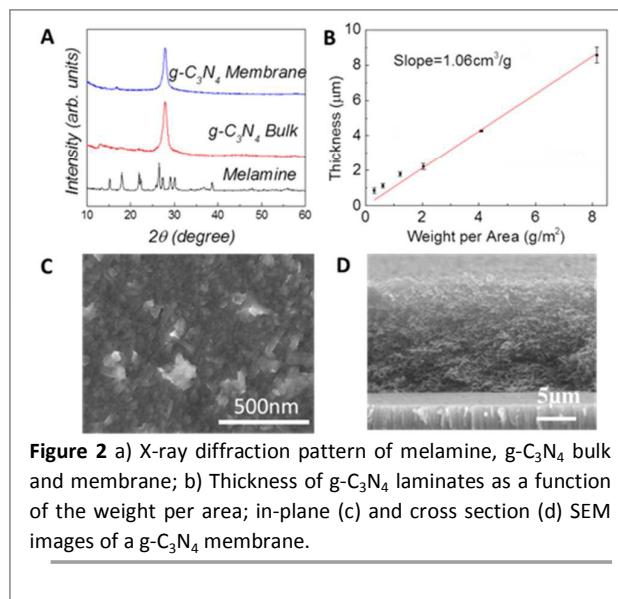 A
Intensity (arb. units)
g-C₃N₄ Membrane
g-C₃N₄ Bulk
Melamine
10 20 30 40 50 60
2θ (degree)
B
Thickness (μm)
10
8
6
4
2
0
Slope=1.06cm³/g
0 2 4 6 8
Weight per Area (g/m²)
C
500nm
D
5μm
Figure 2 a) X-ray diffraction pattern of melamine, g-C₃N₄ bulk
and membrane; b) Thickness of g-C₃N₄ laminates as a function
of the weight per area; in-plane (c) and cross section (d) SEM
images of a g-C₃N₄ membrane.